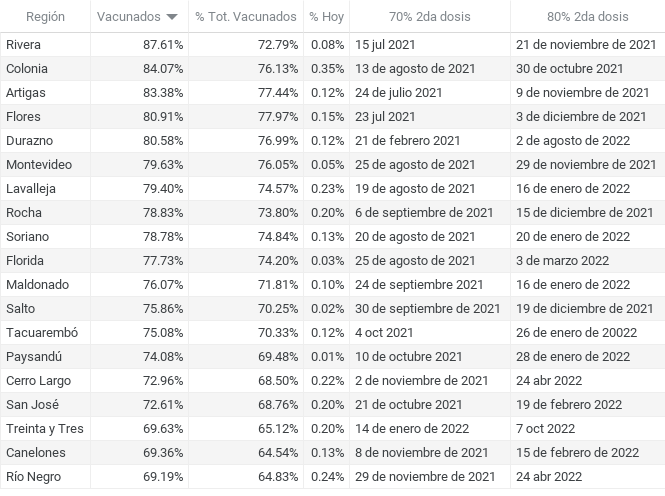 Región Vacunados % Tot. Vacunados % Hoy 70% 2da dosis 80% 2da dosis
Rivera 87.61% 72.79% 0.08% 15 jul 2021 21 de noviembre de 2021
Colonia 84.07% 76.13% 0.35% 13 de agosto de 2021 30 de octubre 2021
Artigas 83.38% 77.44% 0.12% 24 de julio 2021 9 de noviembre de 2021
Flores 80.91% 77.97% 0.15% 23 jul 2021 3 de diciembre de 2021
Durazno 80.58% 76.99% 0.12% 21 de febrero 2021 2 de agosto de 2022
Montevideo 79.63% 76.05% 0.05% 25 de agosto de 2021 29 de noviembre de 2021
Lavalleja 79.40% 74.57% 0.23% 19 de agosto de 2021 16 de enero de 2022
Rocha 78.83% 73.80% 0.20% 6 de septiembre de 2021 15 de diciembre de 2021
Soriano 78.78% 74.84% 0.13% 20 de agosto de 2021 20 de enero de 2022
Florida 77.73% 74.20% 0.03% 25 de agosto de 2021 3 de marzo 2022
Maldonado 76.07% 71.81% 0.10% 24 de septiembre 2021 16 de enero de 2022
Salto 75.86% 70.25% 0.02% 30 de septiembre de 2021 19 de diciembre de 2021
Tacuarembó 75.08% 70.33% 0.12% 4 oct 2021 26 de enero de 20022
Paysandú 74.08% 69.48% 0.01% 10 de octubre de 2021 28 de enero de 2022
Cerro Largo 72.96% 68.50% 0.22% 2 de noviembre de 2021 24 abr 2022
San José 72.61% 68.76% 0.20% 21 de octubre de 2021 19 de febrero de 2022
Treinta y Tres 69.63% 65.12% 0.20% 14 de enero de 2022 7 oct 2022
Canelones 69.36% 64.54% 0.13% 8 de noviembre de 2021 15 de febrero de 2022
Río Negro 69.19% 64.83% 0.24% 29 de noviembre de 2021 24 abr 2022